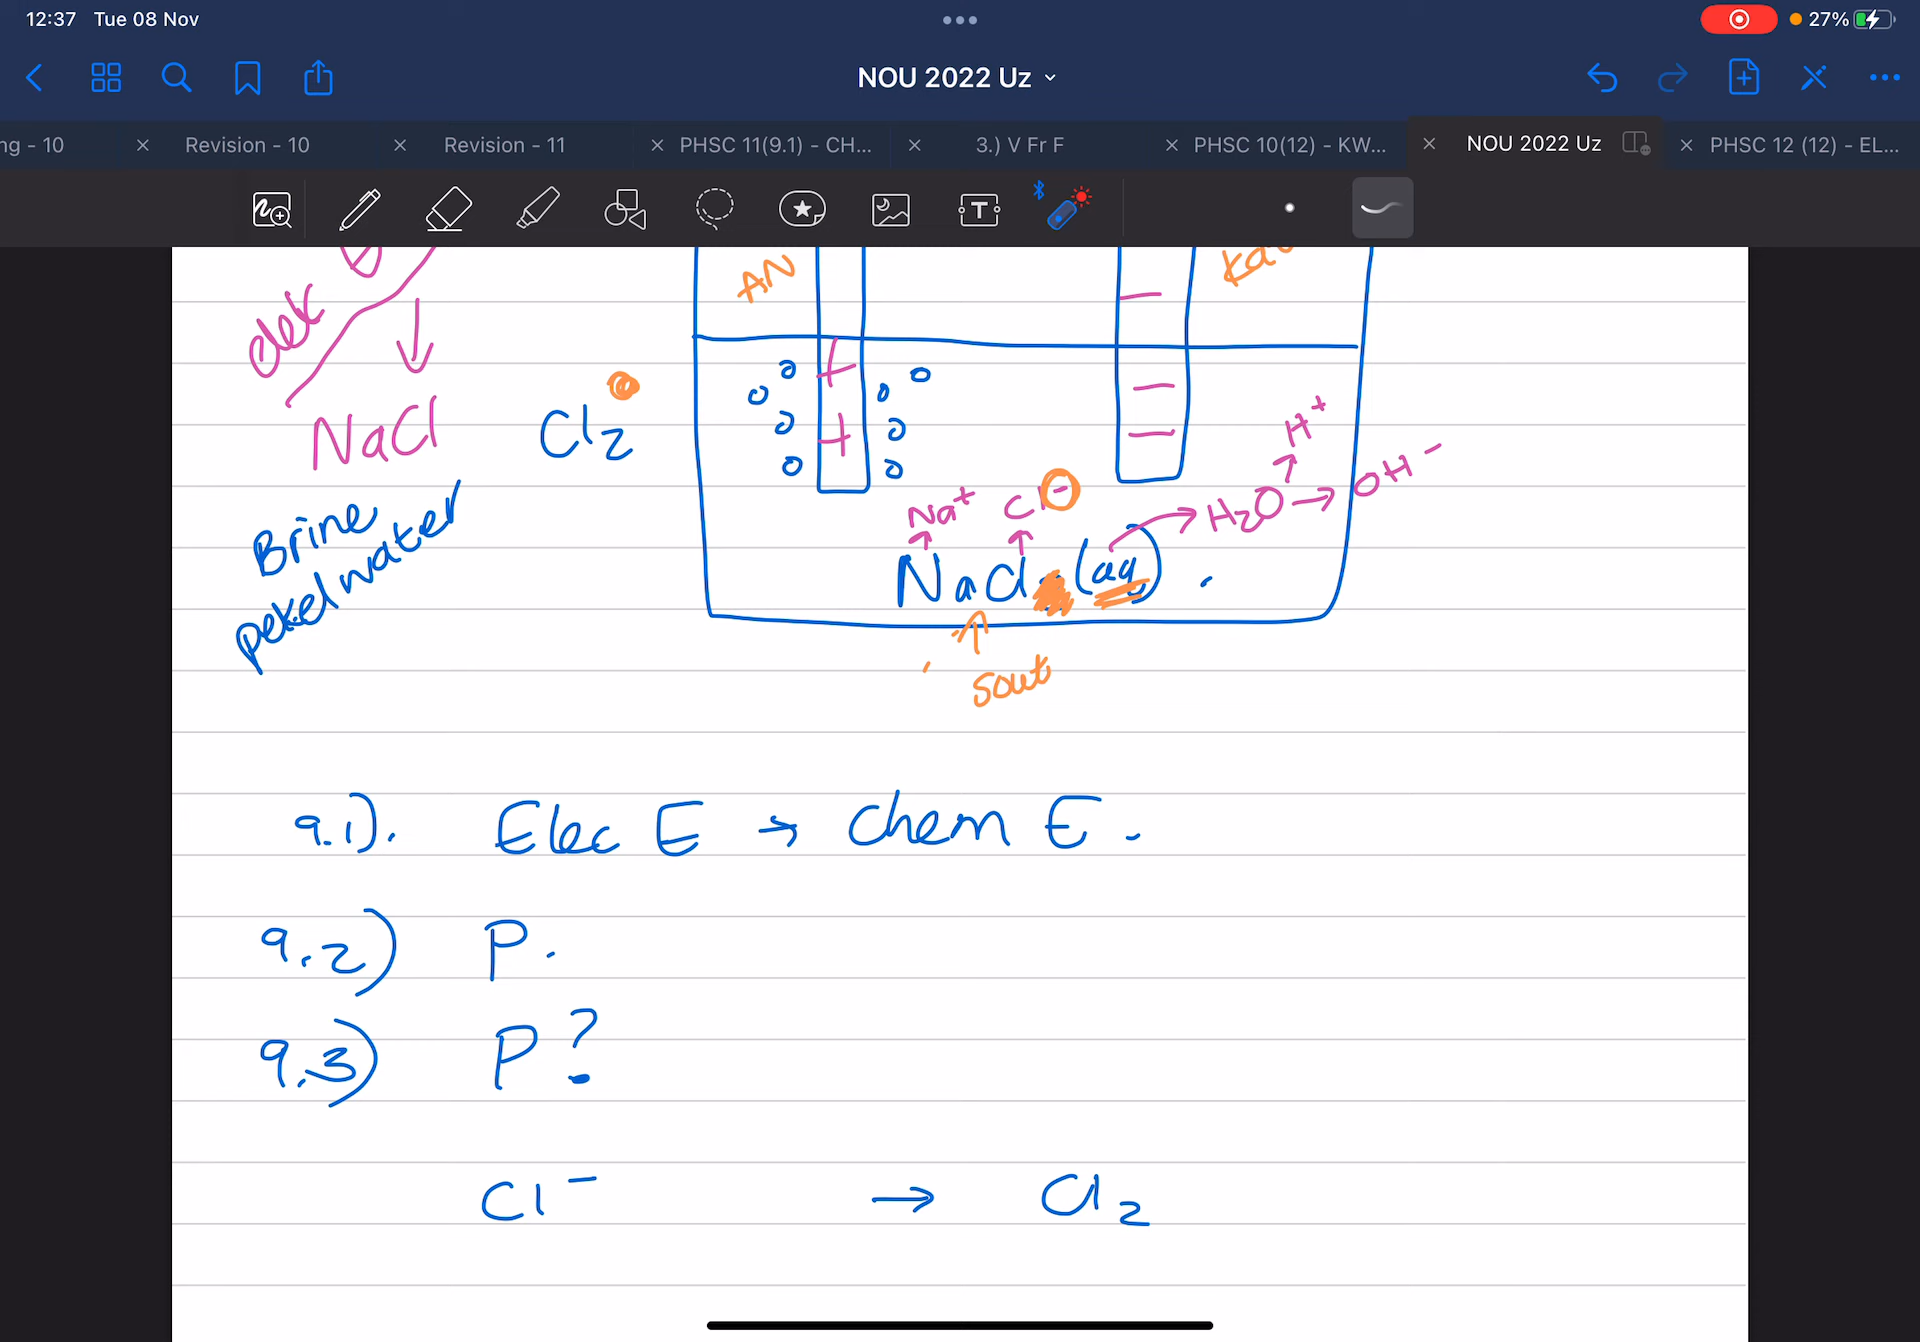 12:37 Tue 08 Nov
27%
NOU 2022 Uz
ng - 10
Revision - 10
Revision - 11
PHSC 11(9.1) - CH...
3.) V Fr F
PHSC 10(12) - KW...
NOU 2022 Uz
PHSC 12 (12) - EL...
T
AN
dek
NaCl
Cl2
+
+
H+
Na+ Cl- H2O → OH-
NaCl (aq) .
Brine
pekelwater
sout
9.1). Elec E → Chem E.
9.2) P.
9.3) P?
Cl- → Cl2